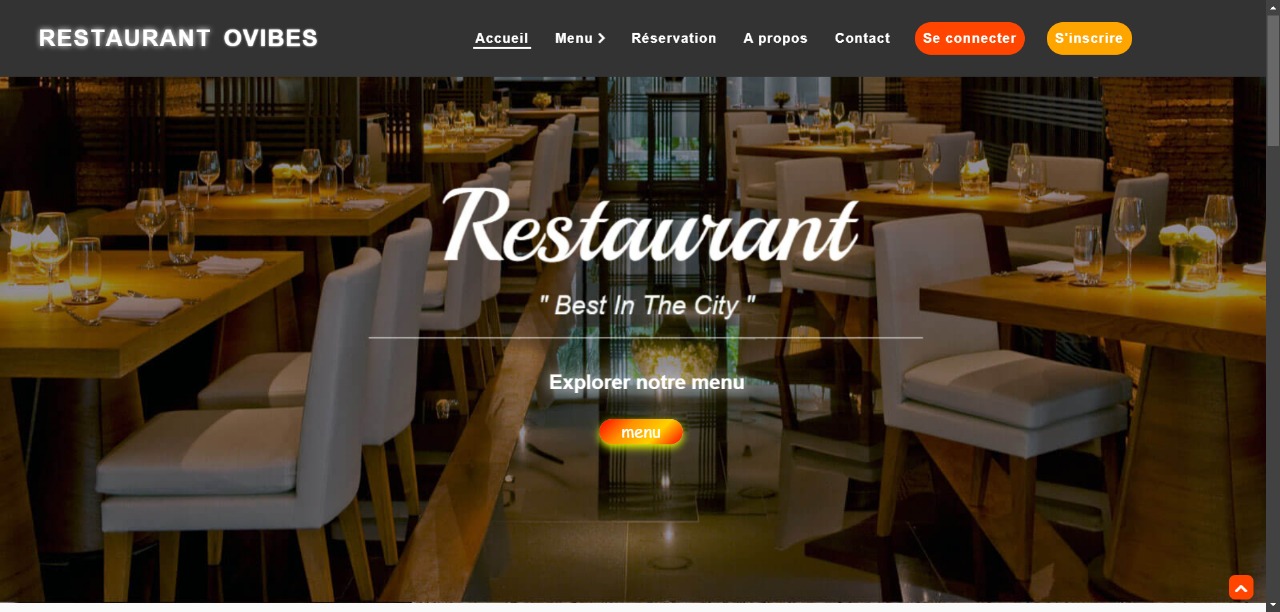 RESTAURANT OVIBES
Accueil
Menu
Réservation
A propos
Contact
Se connecter
S'inscrire
Restaurant
" Best In The City "
Explorer notre menu
menu